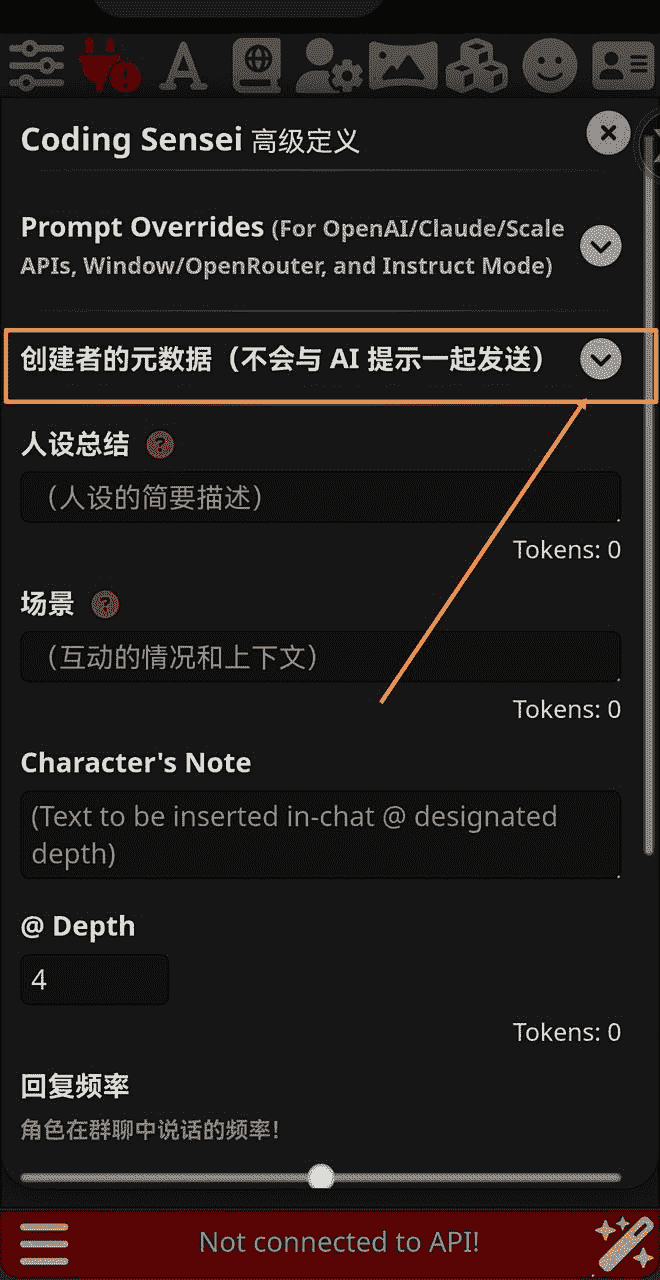 Coding Sensei 高级定义
Prompt Overrides (For OpenAI/Claude/Scale
APIs, Window/OpenRouter, and Instruct Mode)
创建者的元数据（不会与 AI 提示一起发送）
人设总结
（人设的简要描述）
Tokens: 0
场景
（互动的情况和上下文）
Tokens: 0
Character's Note
(Text to be inserted in-chat @ designated
depth)
@ Depth
4
Tokens: 0
回复频率
角色在群聊中说话的频率！
Not connected to API!